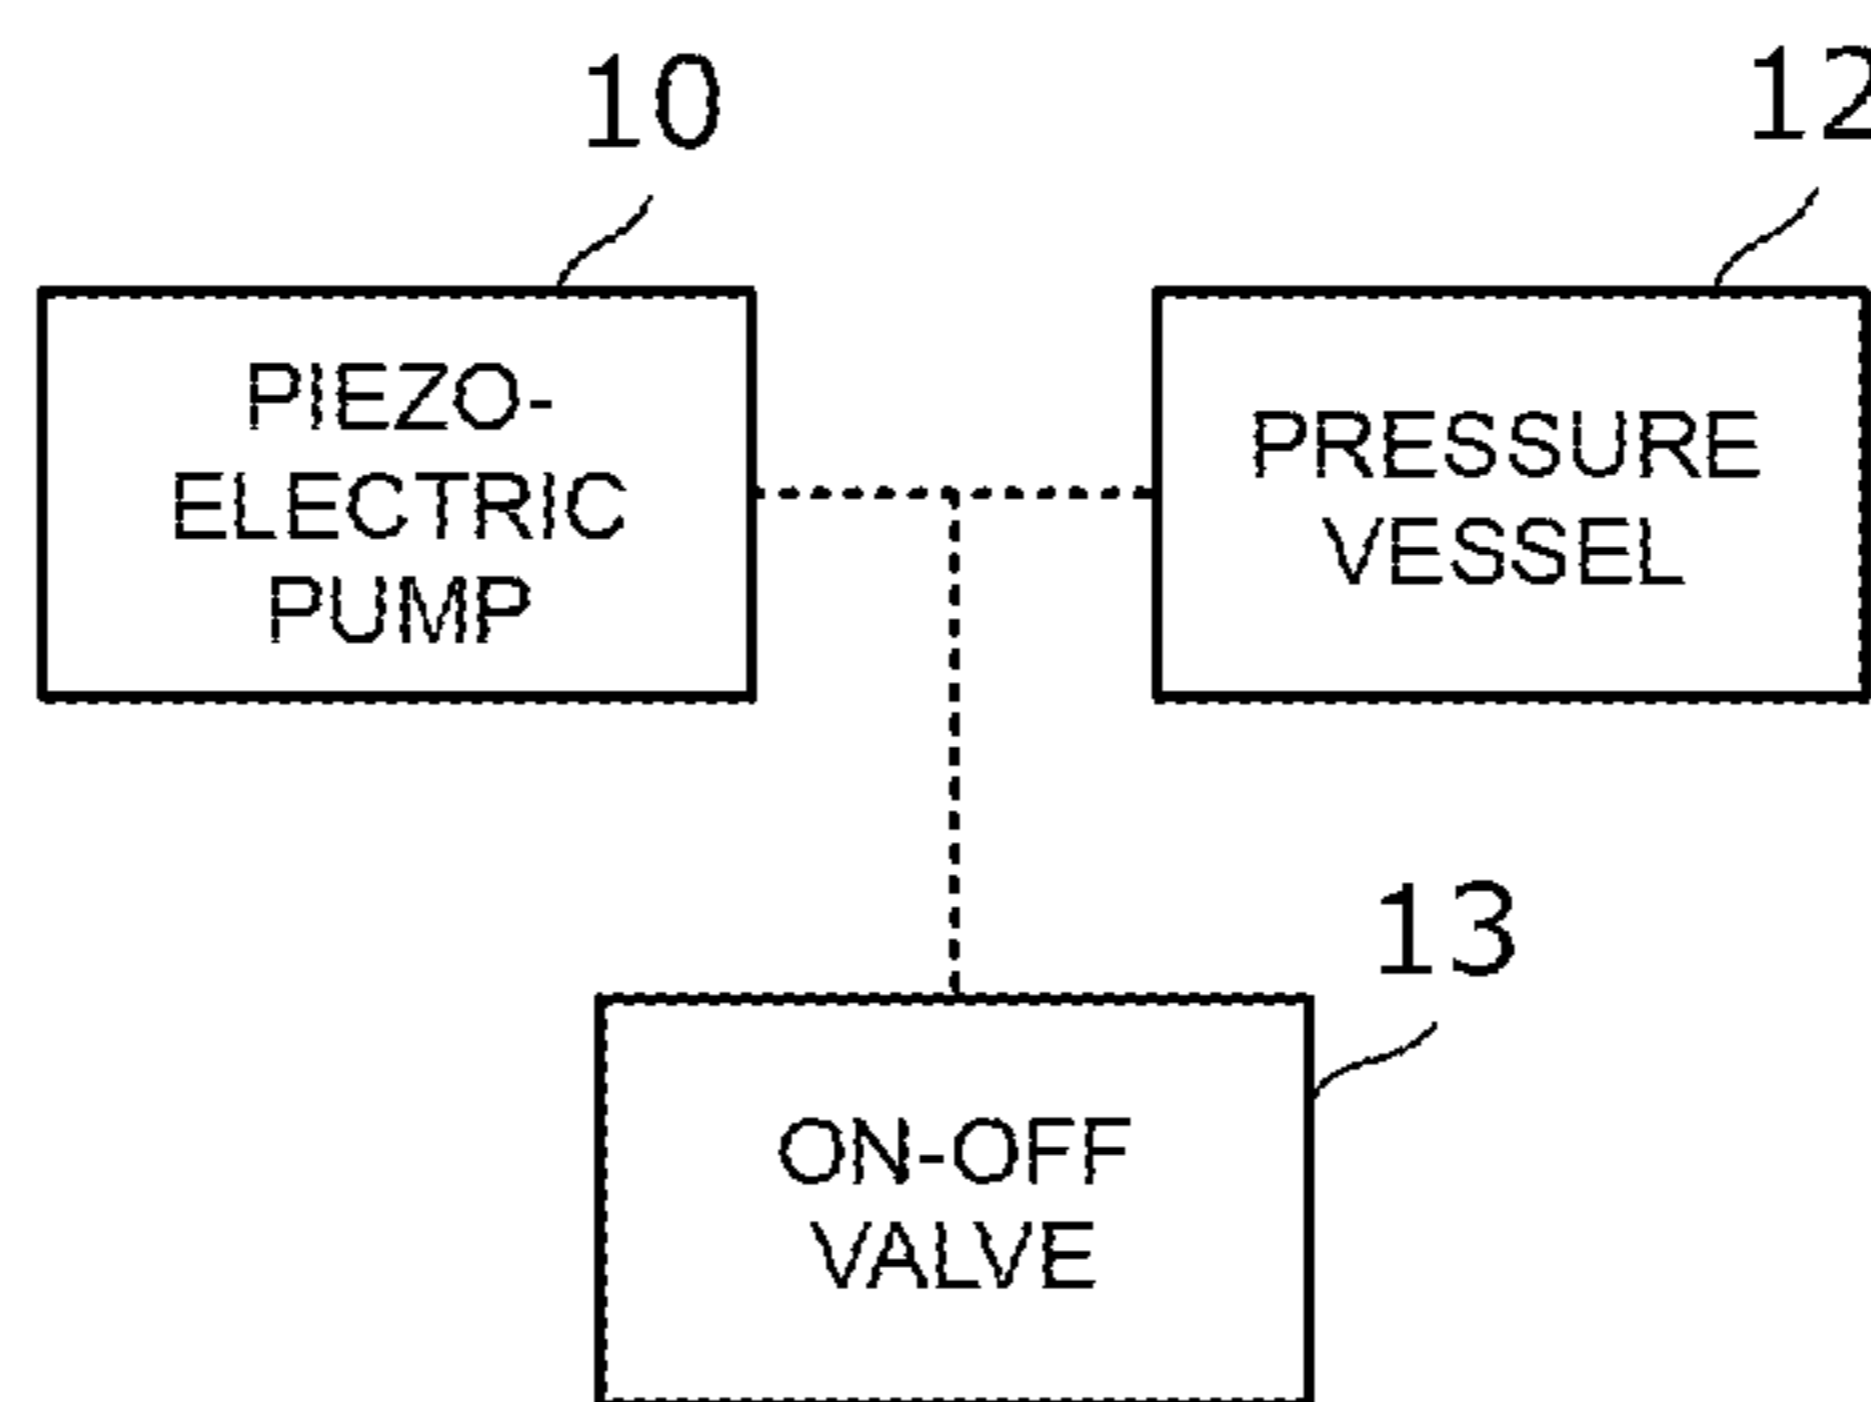 10
12
PIEZO-
ELECTRIC
PUMP
PRESSURE
VESSEL
13
ON-OFF
VALVE